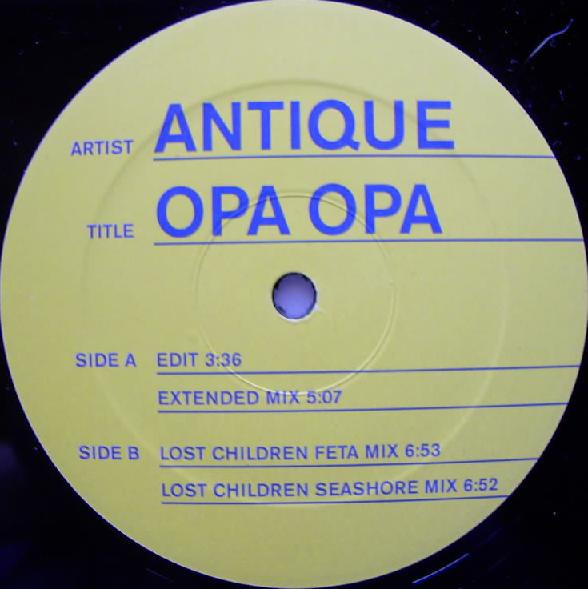 ARTIST ANTIQUE
TITLE OPA OPA
SIDE A EDIT 3:36
EXTENDED MIX 5:07
SIDE B LOST CHILDREN FETA MIX 6:53
LOST CHILDREN SEASHORE MIX 6:52